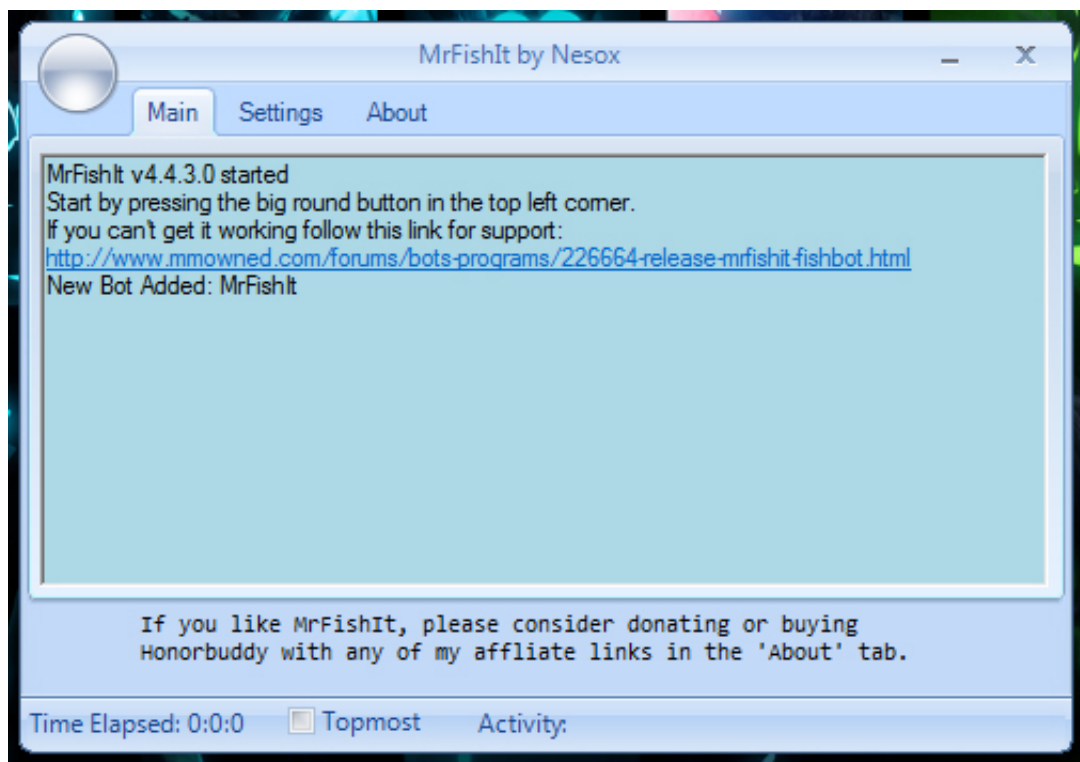 MrFishIt by Nesox
Main Settings About
MrFishIt v4.4.3.0 started
Start by pressing the big round button in the top left corner.
If you can't get it working follow this link for support:
http://www.mmowned.com/forums/bots-programs/226664-release-mrfishit-fishbot.html
New Bot Added: MrFishIt
If you like MrFishIt, please consider donating or buying
Honorbuddy with any of my affliate links in the 'About' tab.
Time Elapsed: 0:0:0 Topmost Activity: